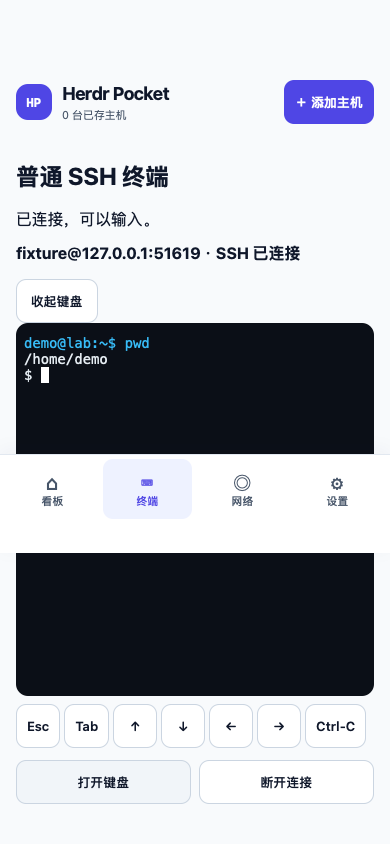 HP
Herdr Pocket
0 台已存主机
+ 添加主机
普通 SSH 终端
已连接，可以输入。
fixture@127.0.0.1:51619 · SSH 已连接
收起键盘
demo@lab:~$ pwd
/home/demo
$
看板 终端 网络 设置
Esc Tab ↑ ↓ ← → Ctrl-C
打开键盘 断开连接